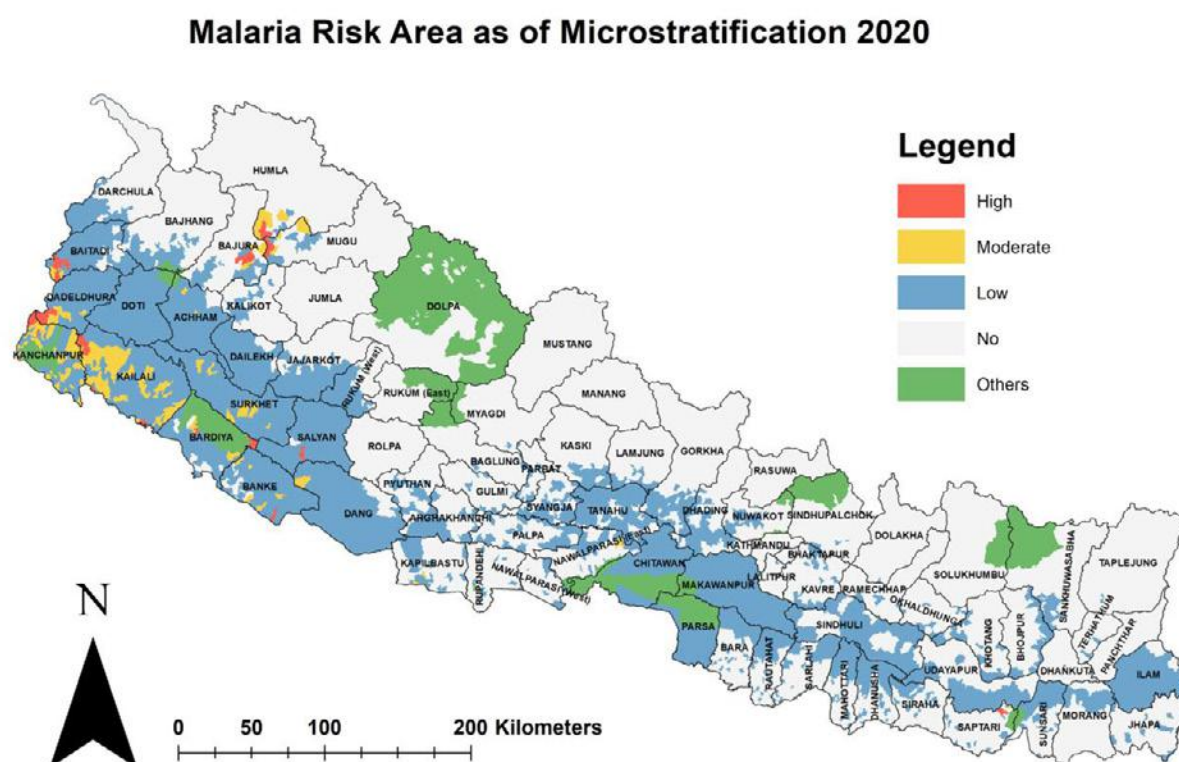 Malaria Risk Area as of Microstratification 2020
Legend
High
Moderate
Low
No
Others
HUMLA
DARCHULA
BAJHANG
BAJURA
MUGU
BAITADI
DADELDHURA
DOTI
ACHHAM
KALIKOT
JUMLA
DOLPA
MUSTANG
KANCHANPUR
KAILALI
DAILEKH
JAJARKOT
RUKUM (West)
RUKUM (East)
MYAGDI
MANANG
SURKHET
BARDIYA
SALYAN
ROLPA
BAGLUNG
PARBAT
KASKI
LAMJUNG
GORKHA
RASUWA
BANKE
DANG
PYUTHAN
GULMI
ARGHAKHANCHI
SYANGJA
TANAHU
DHADING
NUWAKOT
SINDHUPALCHOK
DOLAKHA
SANKHUWASABHA
TAPLEJUNG
PALPA
NAWALPARASI (East)
KATHMANDU
BHAKTAPUR
KAPILBASTU
RUPANDEHI
NAWALPARASI (West)
CHITAWAN
MAKAWANPUR
LALITPUR
KAVRE
RAMECHHAP
SOLUKHUMBU
OKHALDHUNGA
KHOTANG
BHOJPUR
TERHATHUM
PANCHTHAR
PARSA
BARA
RAUTAHAT
SARLAHI
SINDHULI
MAHOTTARI
DHANUSHA
SIRAHA
UDAYAPUR
DHANKUTA
ILAM
SAPTARI
SUNSARI
MORANG
JHAPA
N
0 50 100 200 Kilometers